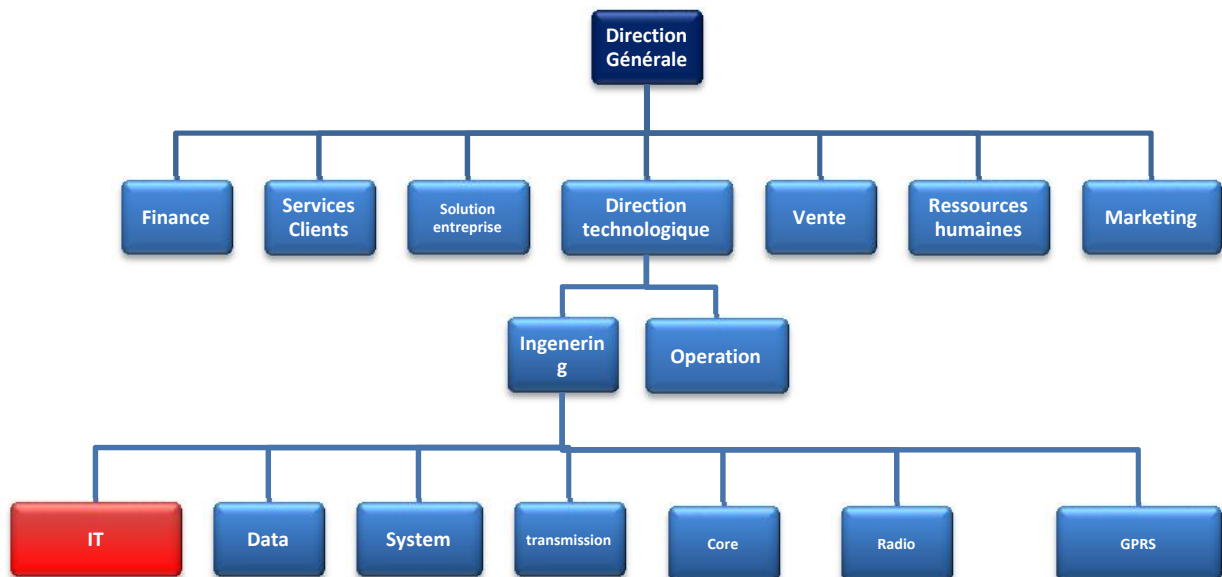 Direction
Générale
Finance
Services
Clients
Solution
entreprise
Direction
technologique
Vente
Ressources
humaines
Marketing
Ingenerin
g
Operation
IT
Data
System
transmission
Core
Radio
GPRS